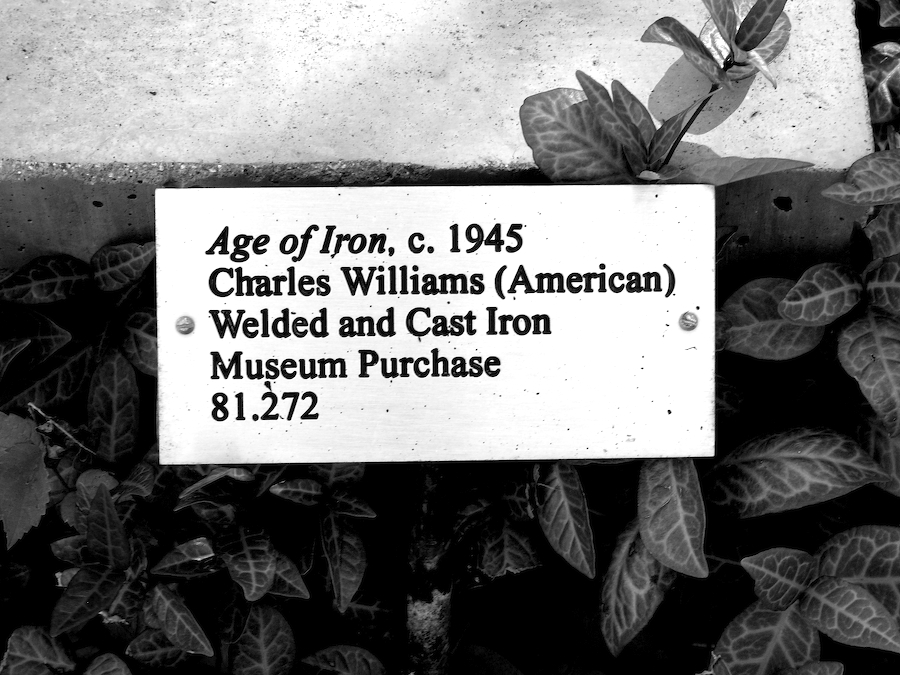 Age of Iron, c. 1945
Charles Williams (American)
Welded and Cast Iron
Museum Purchase
81.272